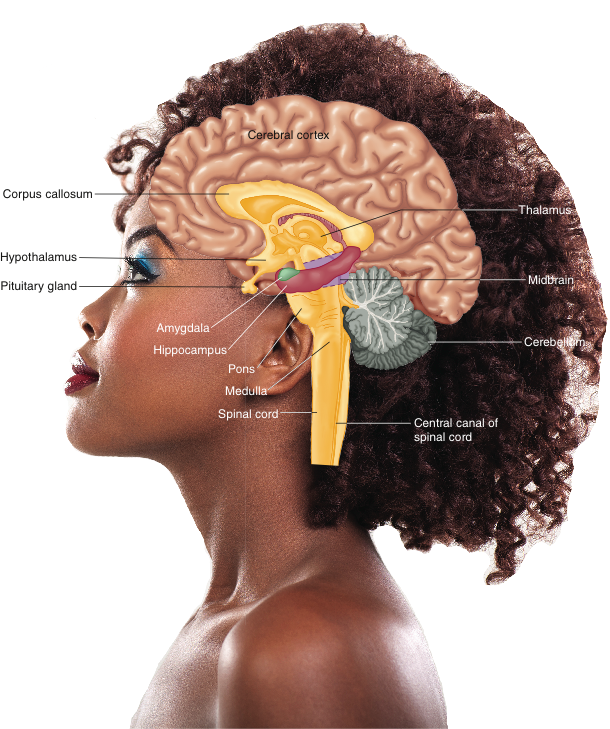 Cerebral cortex
Corpus callosum
Thalamus
Hypothalamus
Midbrain
Pituitary gland
Amygdala
Cerebellum
Hippocampus
Pons
Medulla
Spinal cord
Central canal of
spinal cord